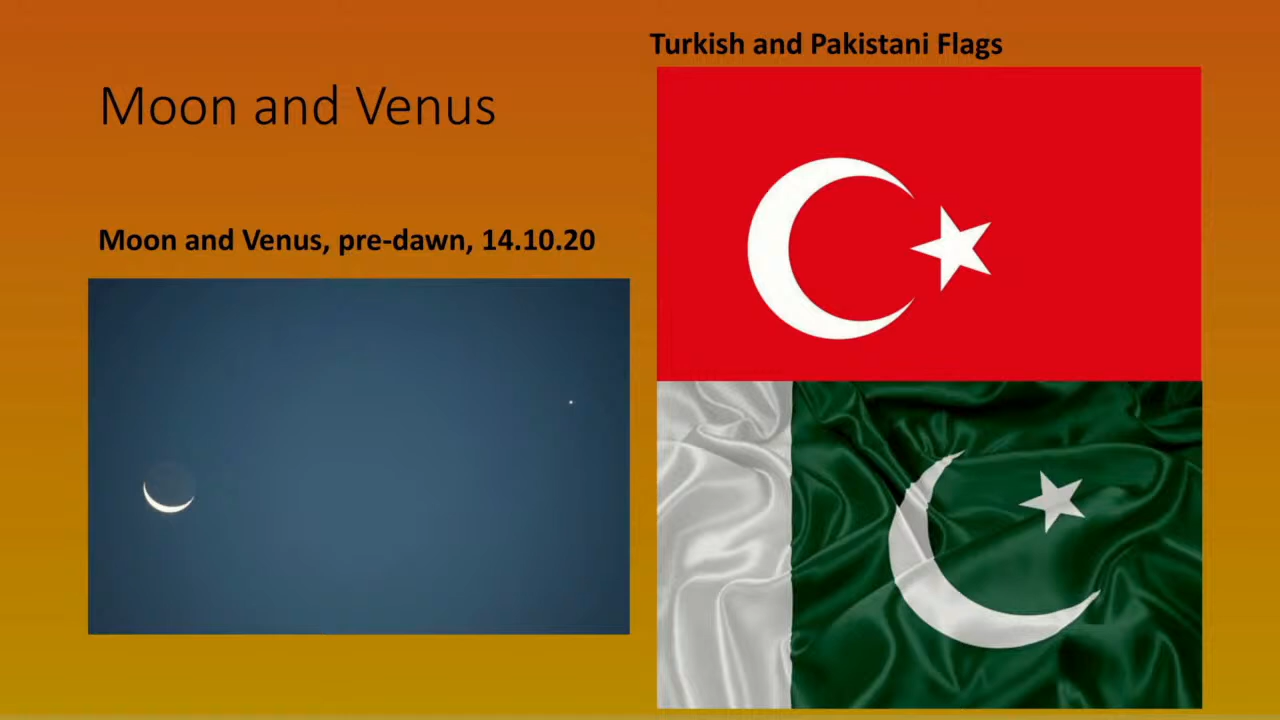 Moon and Venus
Moon and Venus, pre-dawn, 14.10.20
Turkish and Pakistani Flags